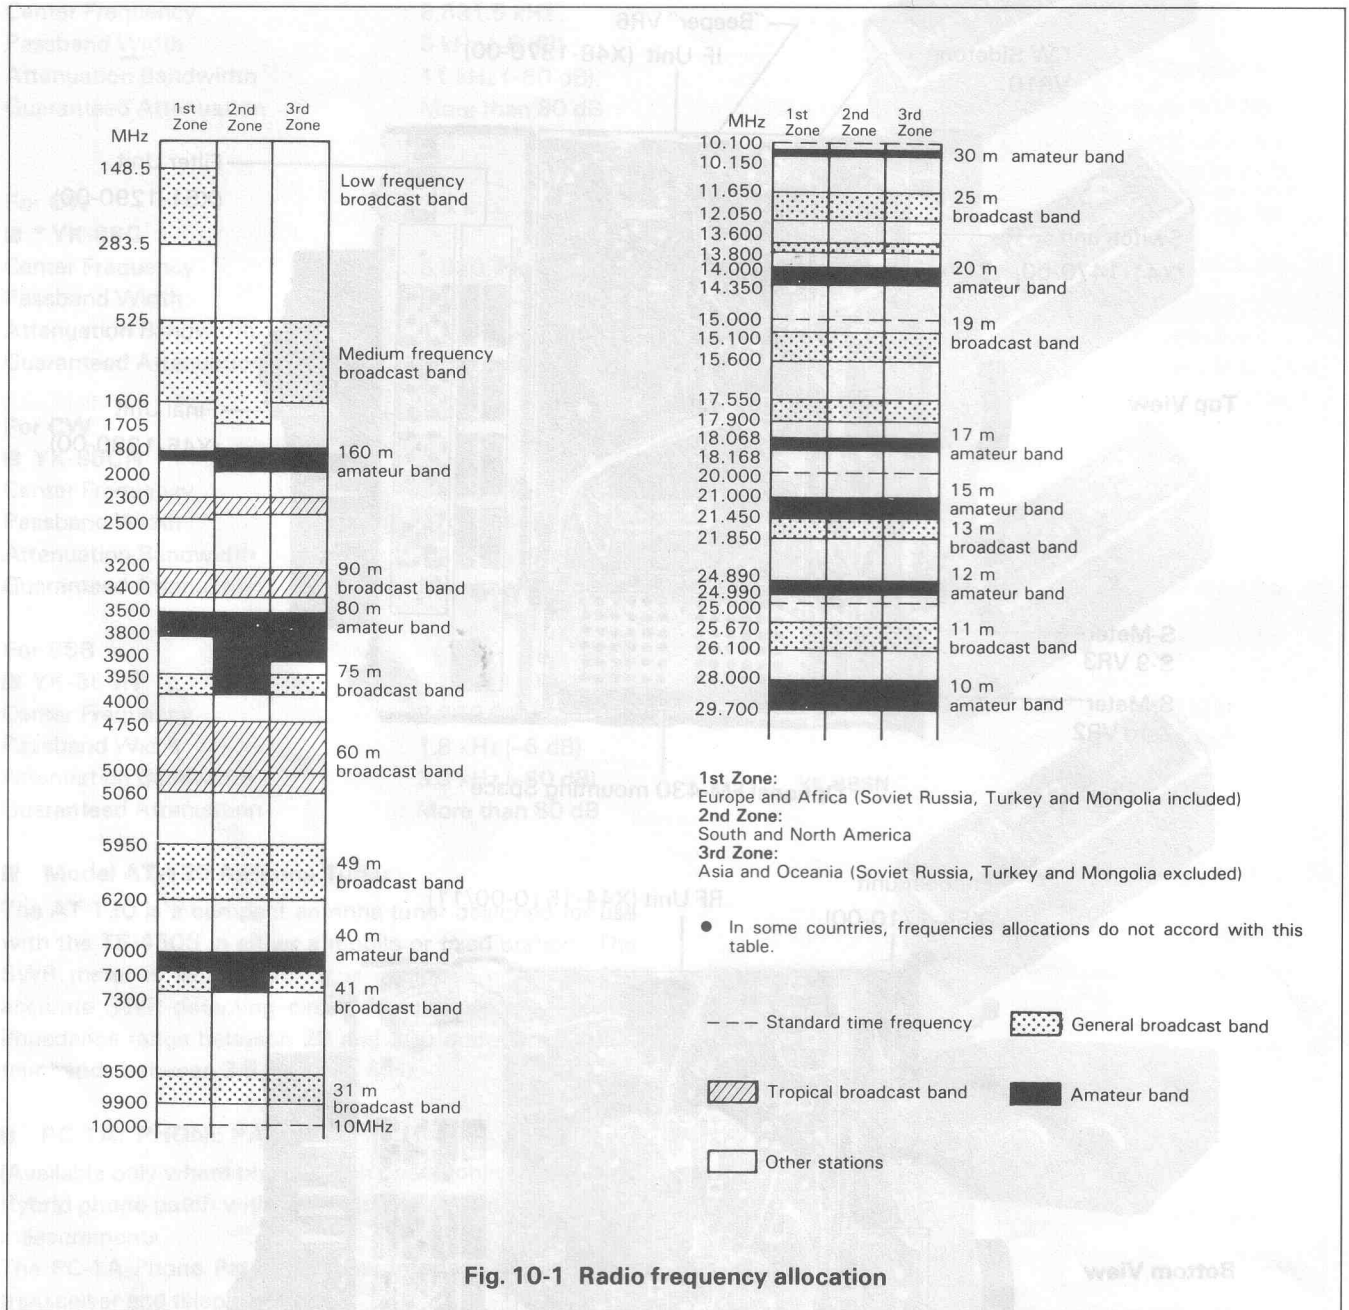 1st Zone
2nd Zone
3rd Zone
MHz
148.5
Low frequency
broadcast band
283.5
525
Medium frequency
broadcast band
1606
1705
1800
160 m
amateur band
2000
2300
2500
3200
90 m
broadcast band
3400
3500
80 m
amateur band
3800
3900
3950
75 m
broadcast band
4000
4750
60 m
broadcast band
5000
5060
5950
49 m
broadcast band
6200
40 m
amateur band
7000
7100
41 m
broadcast band
7300
9500
31 m
broadcast band
9900
10000
10MHz
MHz
1st Zone
2nd Zone
3rd Zone
10.100
10.150
30 m amateur band
11.650
25 m
broadcast band
12.050
13.600
13.800
14.000
20 m
amateur band
14.350
15.000
19 m
broadcast band
15.100
15.600
17.550
17.900
18.068
17 m
amateur band
18.168
20.000
21.000
15 m
amateur band
21.450
13 m
broadcast band
21.850
24.890
12 m
amateur band
24.990
25.000
25.670
11 m
broadcast band
26.100
28.000
10 m
amateur band
29.700
1st Zone:
Europe and Africa (Soviet Russia, Turkey and Mongolia included)
2nd Zone:
South and North America
3rd Zone:
Asia and Oceania (Soviet Russia, Turkey and Mongolia excluded)
● In some countries, frequencies allocations do not accord with this
table.
Standard time frequency
General broadcast band
Tropical broadcast band
Amateur band
Other stations
Fig. 10-1 Radio frequency allocation